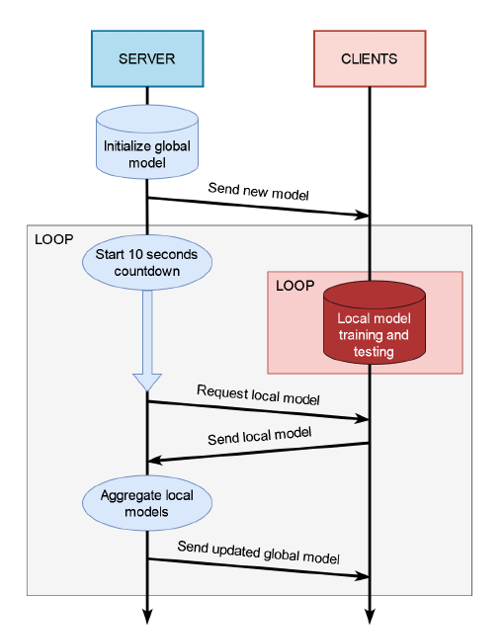 SERVER
CLIENTS
Initialize global
model
Send new model
LOOP
Start 10 seconds
countdown
LOOP
Local model
training and
testing
Request local model
Send local model
Aggregate local
models
Send updated global model